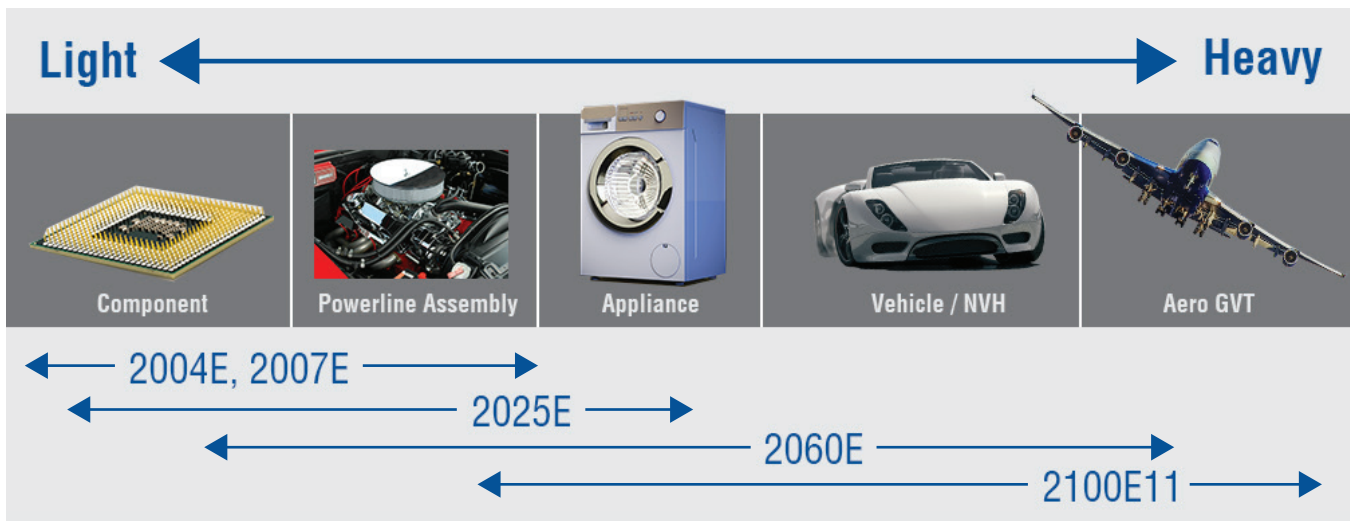 Light Heavy
Component Powerline Assembly Appliance Vehicle / NVH Aero GVT
2004E, 2007E
2025E
2060E
2100E11